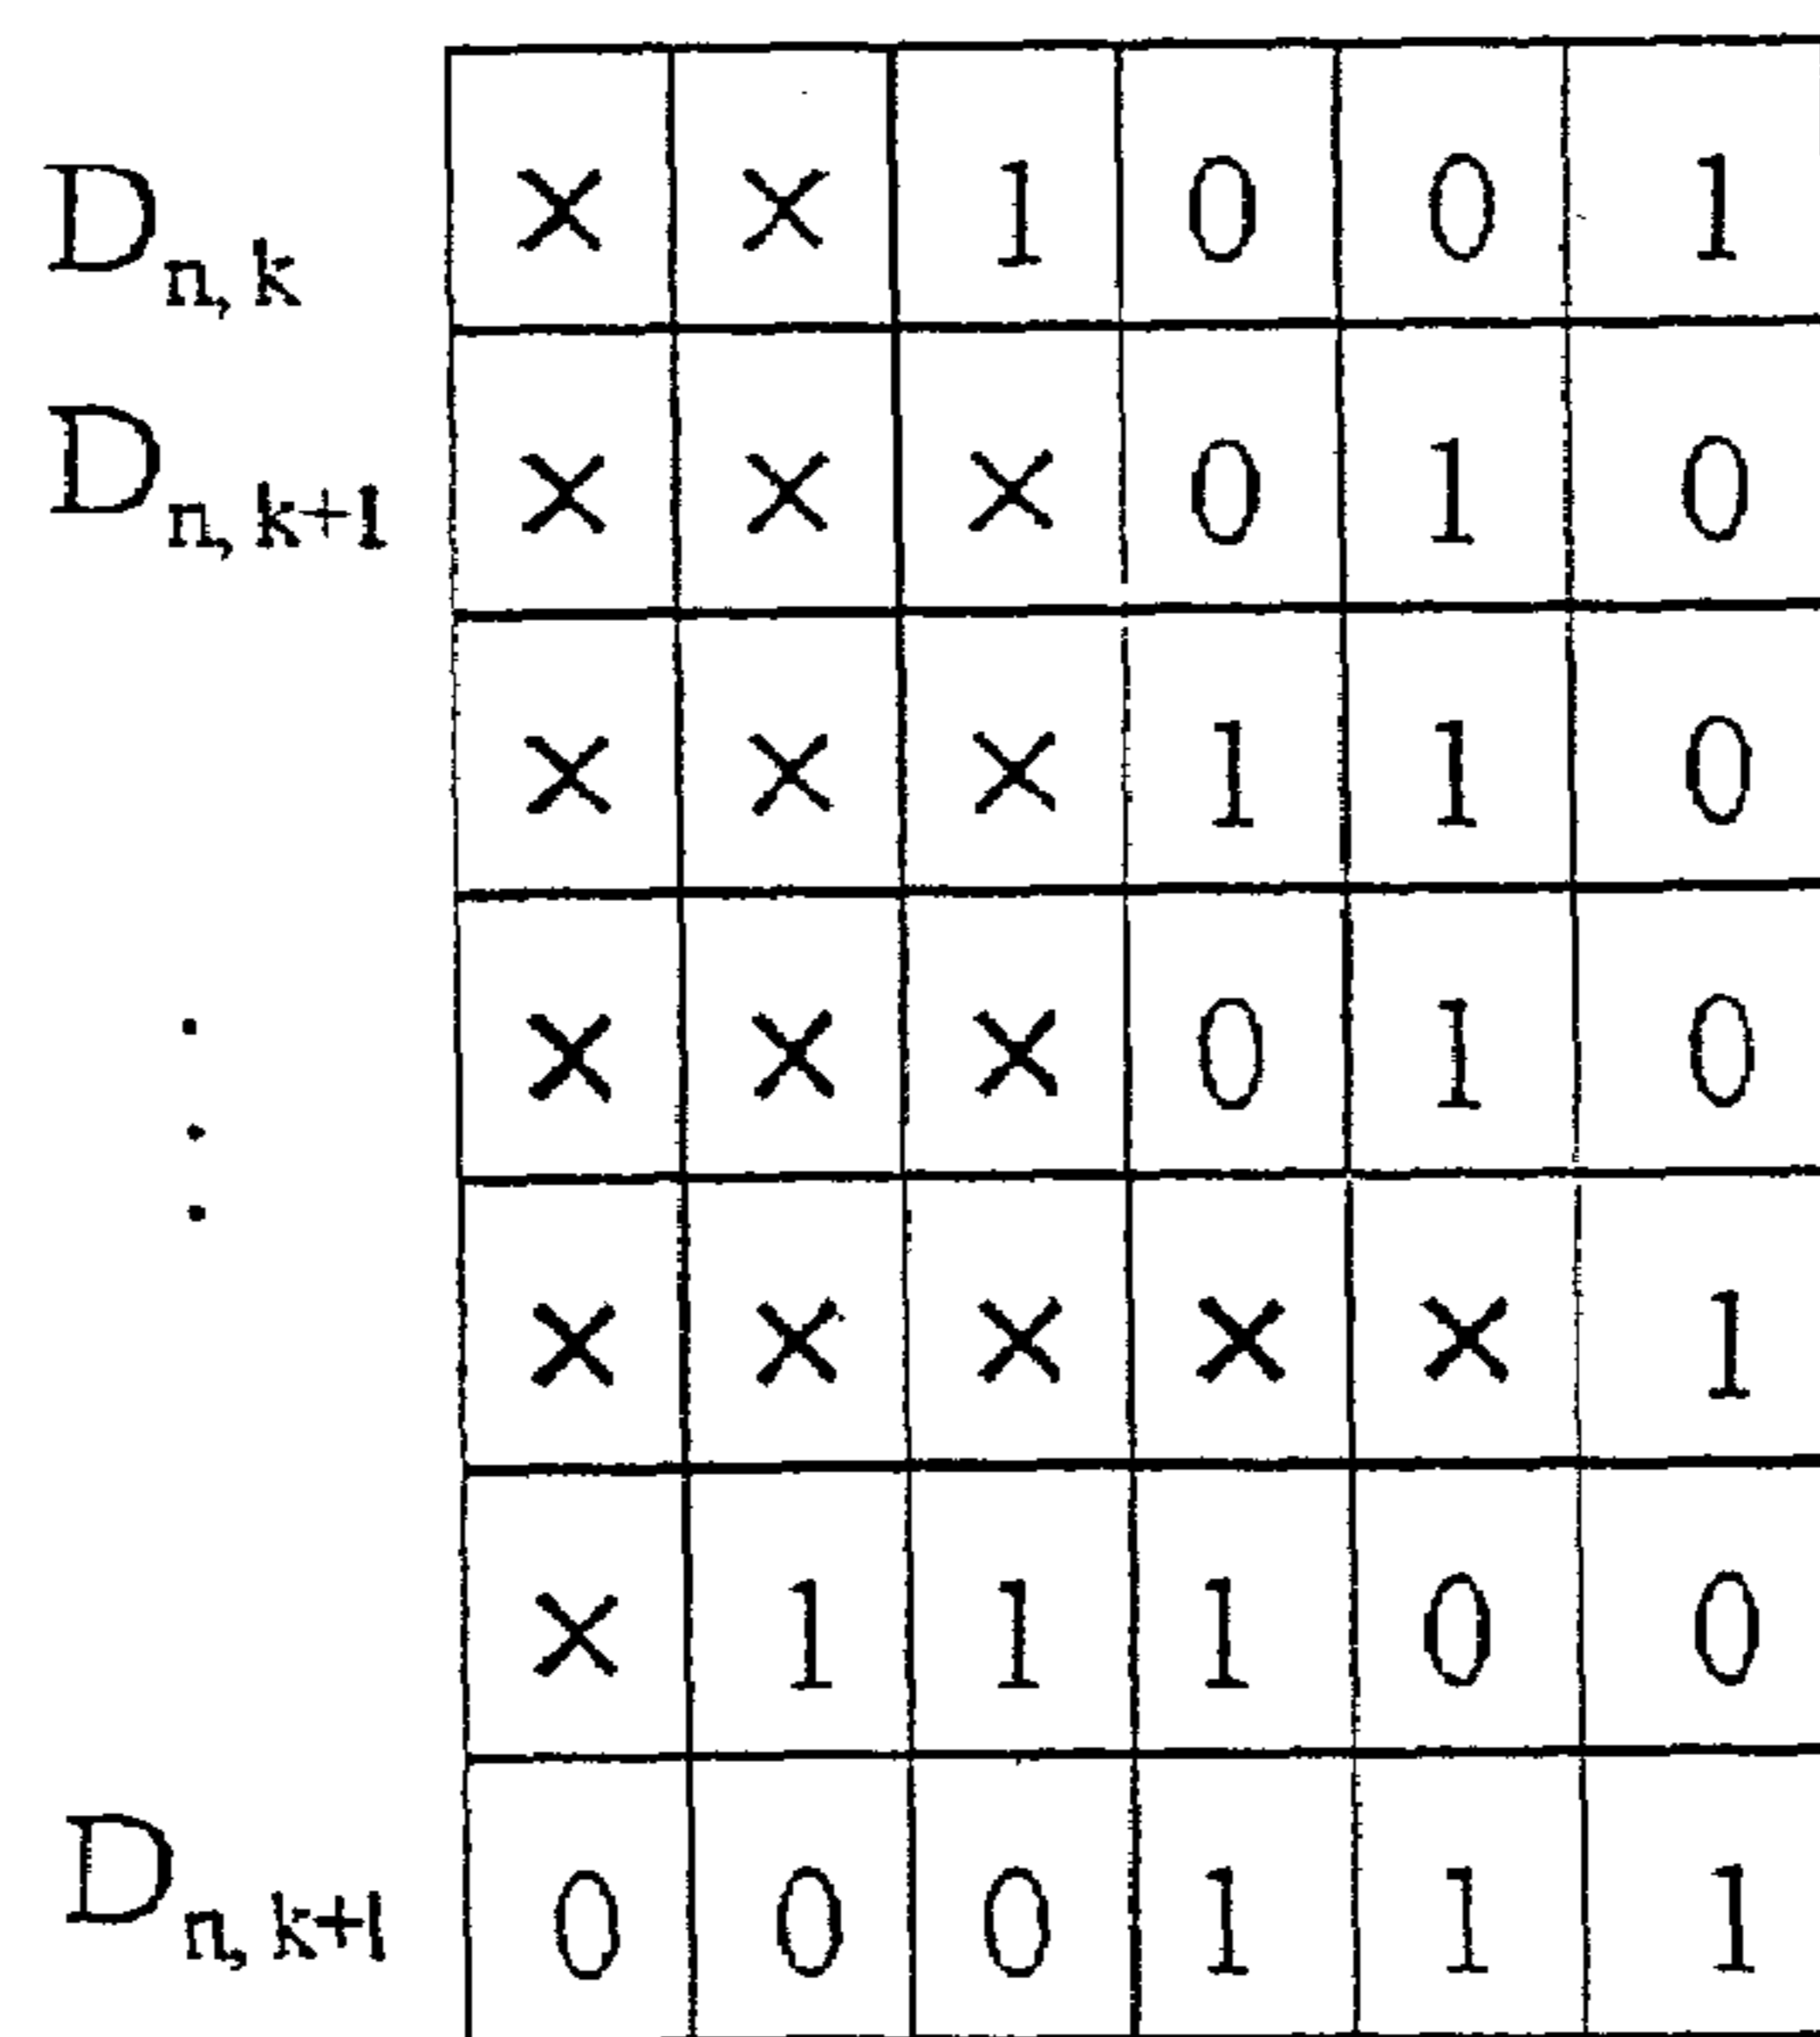 D n, k × × 1 0 0 1
D n, k+1 × × × 0 1 0
× × × 1 1 0
× × × 0 1 0
× × × × × 1
× 1 1 1 0 0
D n, k+l 0 0 0 1 1 1